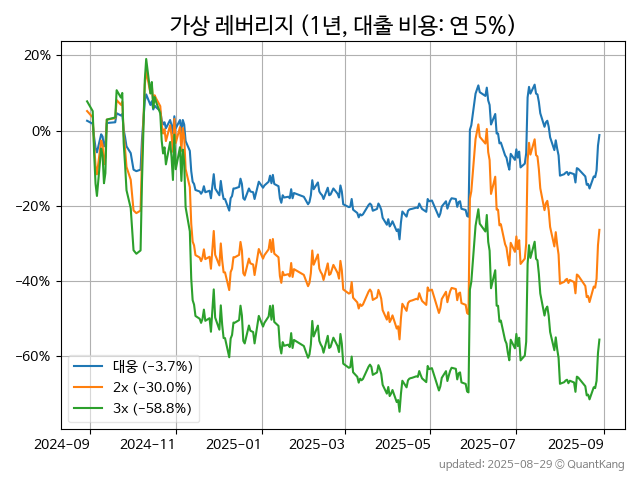 가상 레버리지 (1년, 대출 비용: 연 5%)
20%
0%
−20%
−40%
−60%
대웅 (−3.7%)
2x (−30.0%)
3x (−58.8%)
2024-09 2024-11 2025-01 2025-03 2025-05 2025-07 2025-09
updated: 2025-08-29 © QuantKang